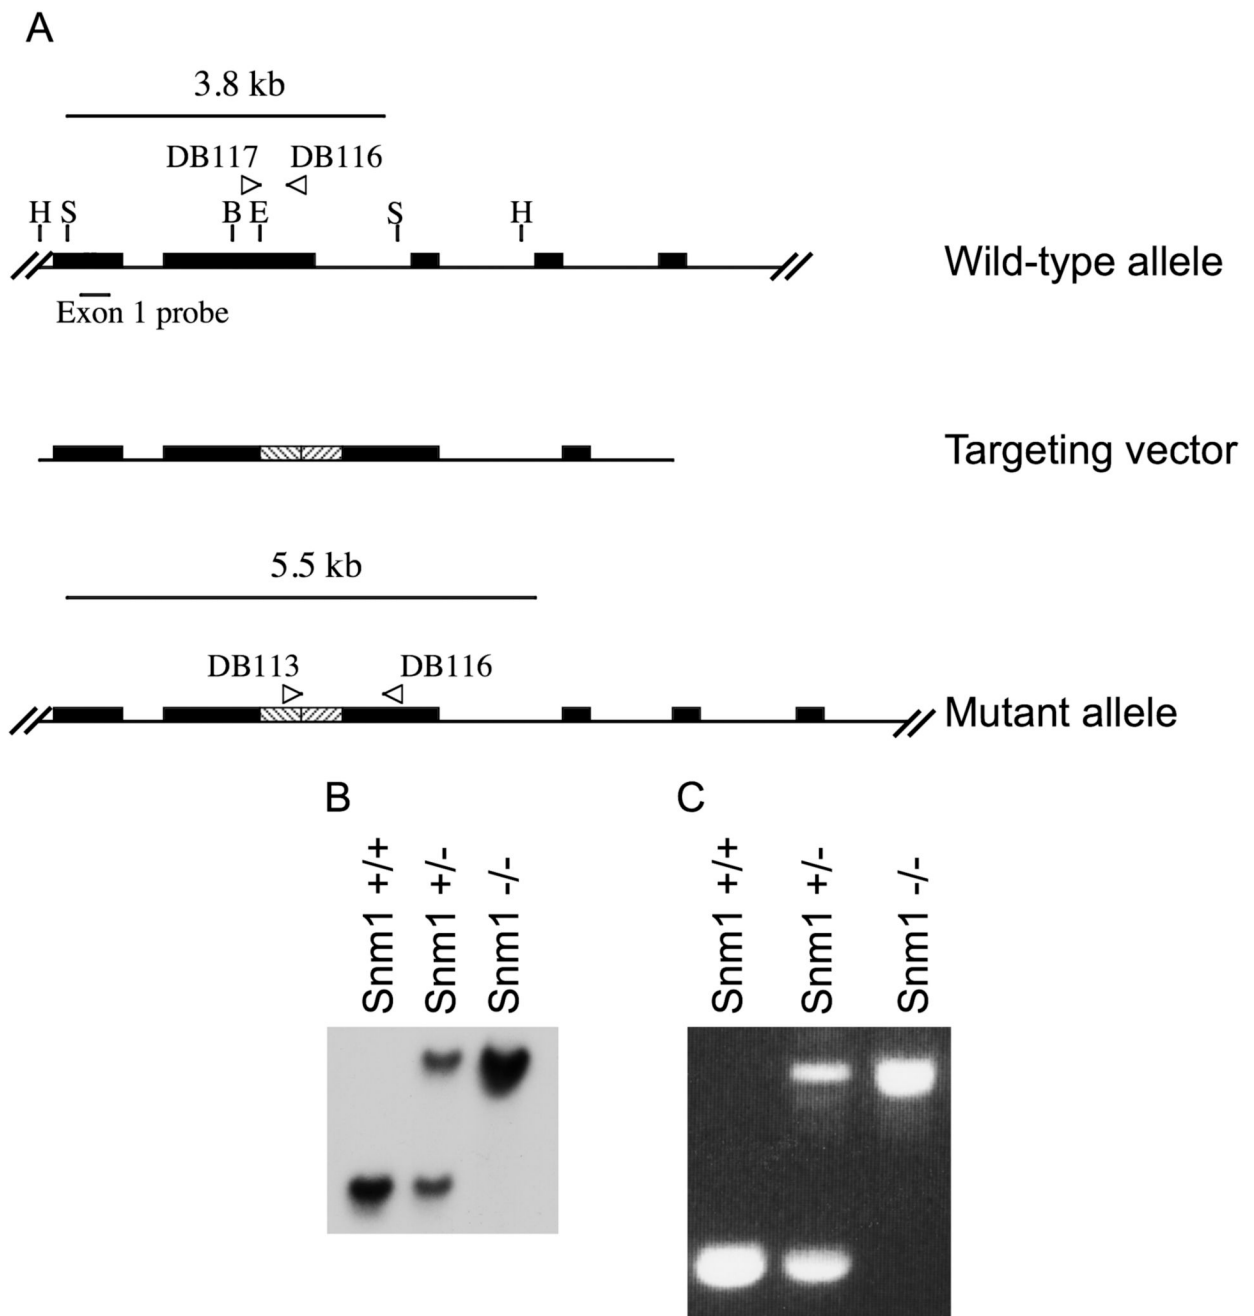 A
3.8 kb
DB117 DB116
H S B E S H
Wild-type allele
Exon 1 probe
Targeting vector
5.5 kb
DB113 DB116
Mutant allele
B
Snm1 +/+
Snm1 +/-
Snm1 -/-
C
Snm1 +/+
Snm1 +/-
Snm1 -/-